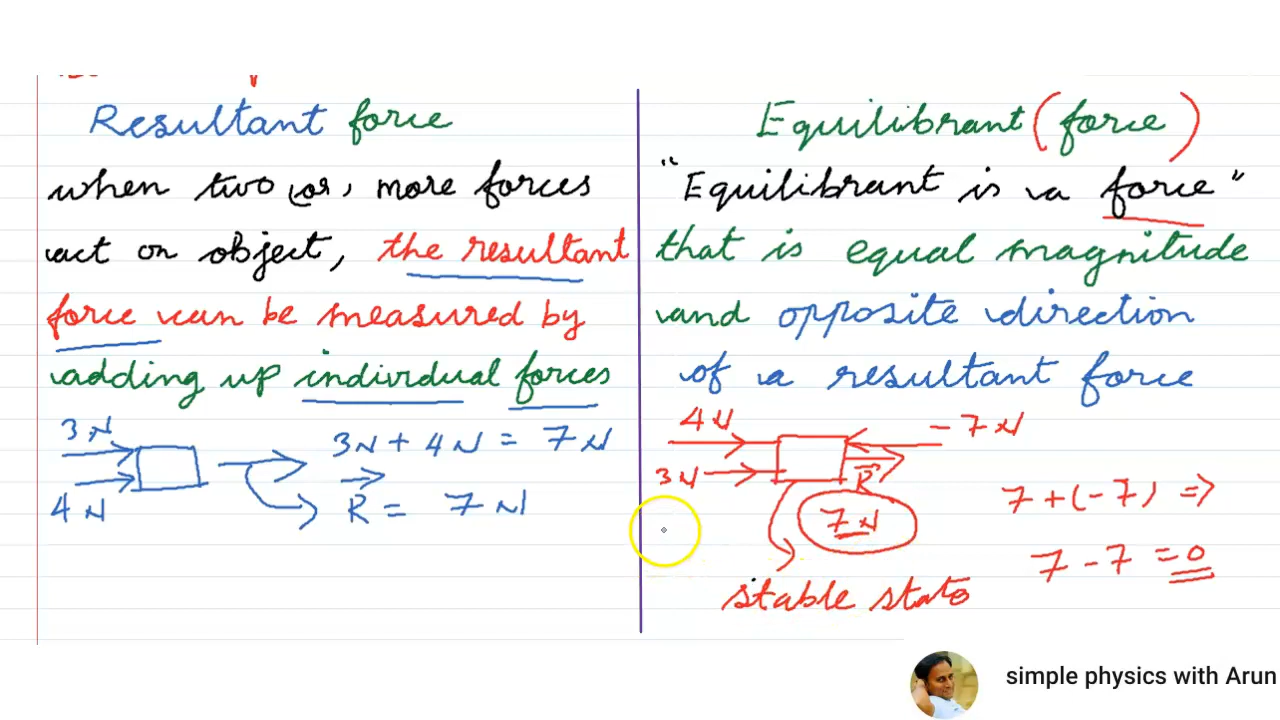 Resultant force
when two (or, more forces
act on object, the resultant
force can be measured by
adding up individual forces
3N
4N
3N + 4N = 7N
R = 7N
Equilibrant (force)
"Equilibrant is a force"
that is equal magnitude
and opposite direction
of a resultant force
4N
3N
-7N
R
7N
7+(-7) =>
7-7 =0
stable state
simple physics with Arun